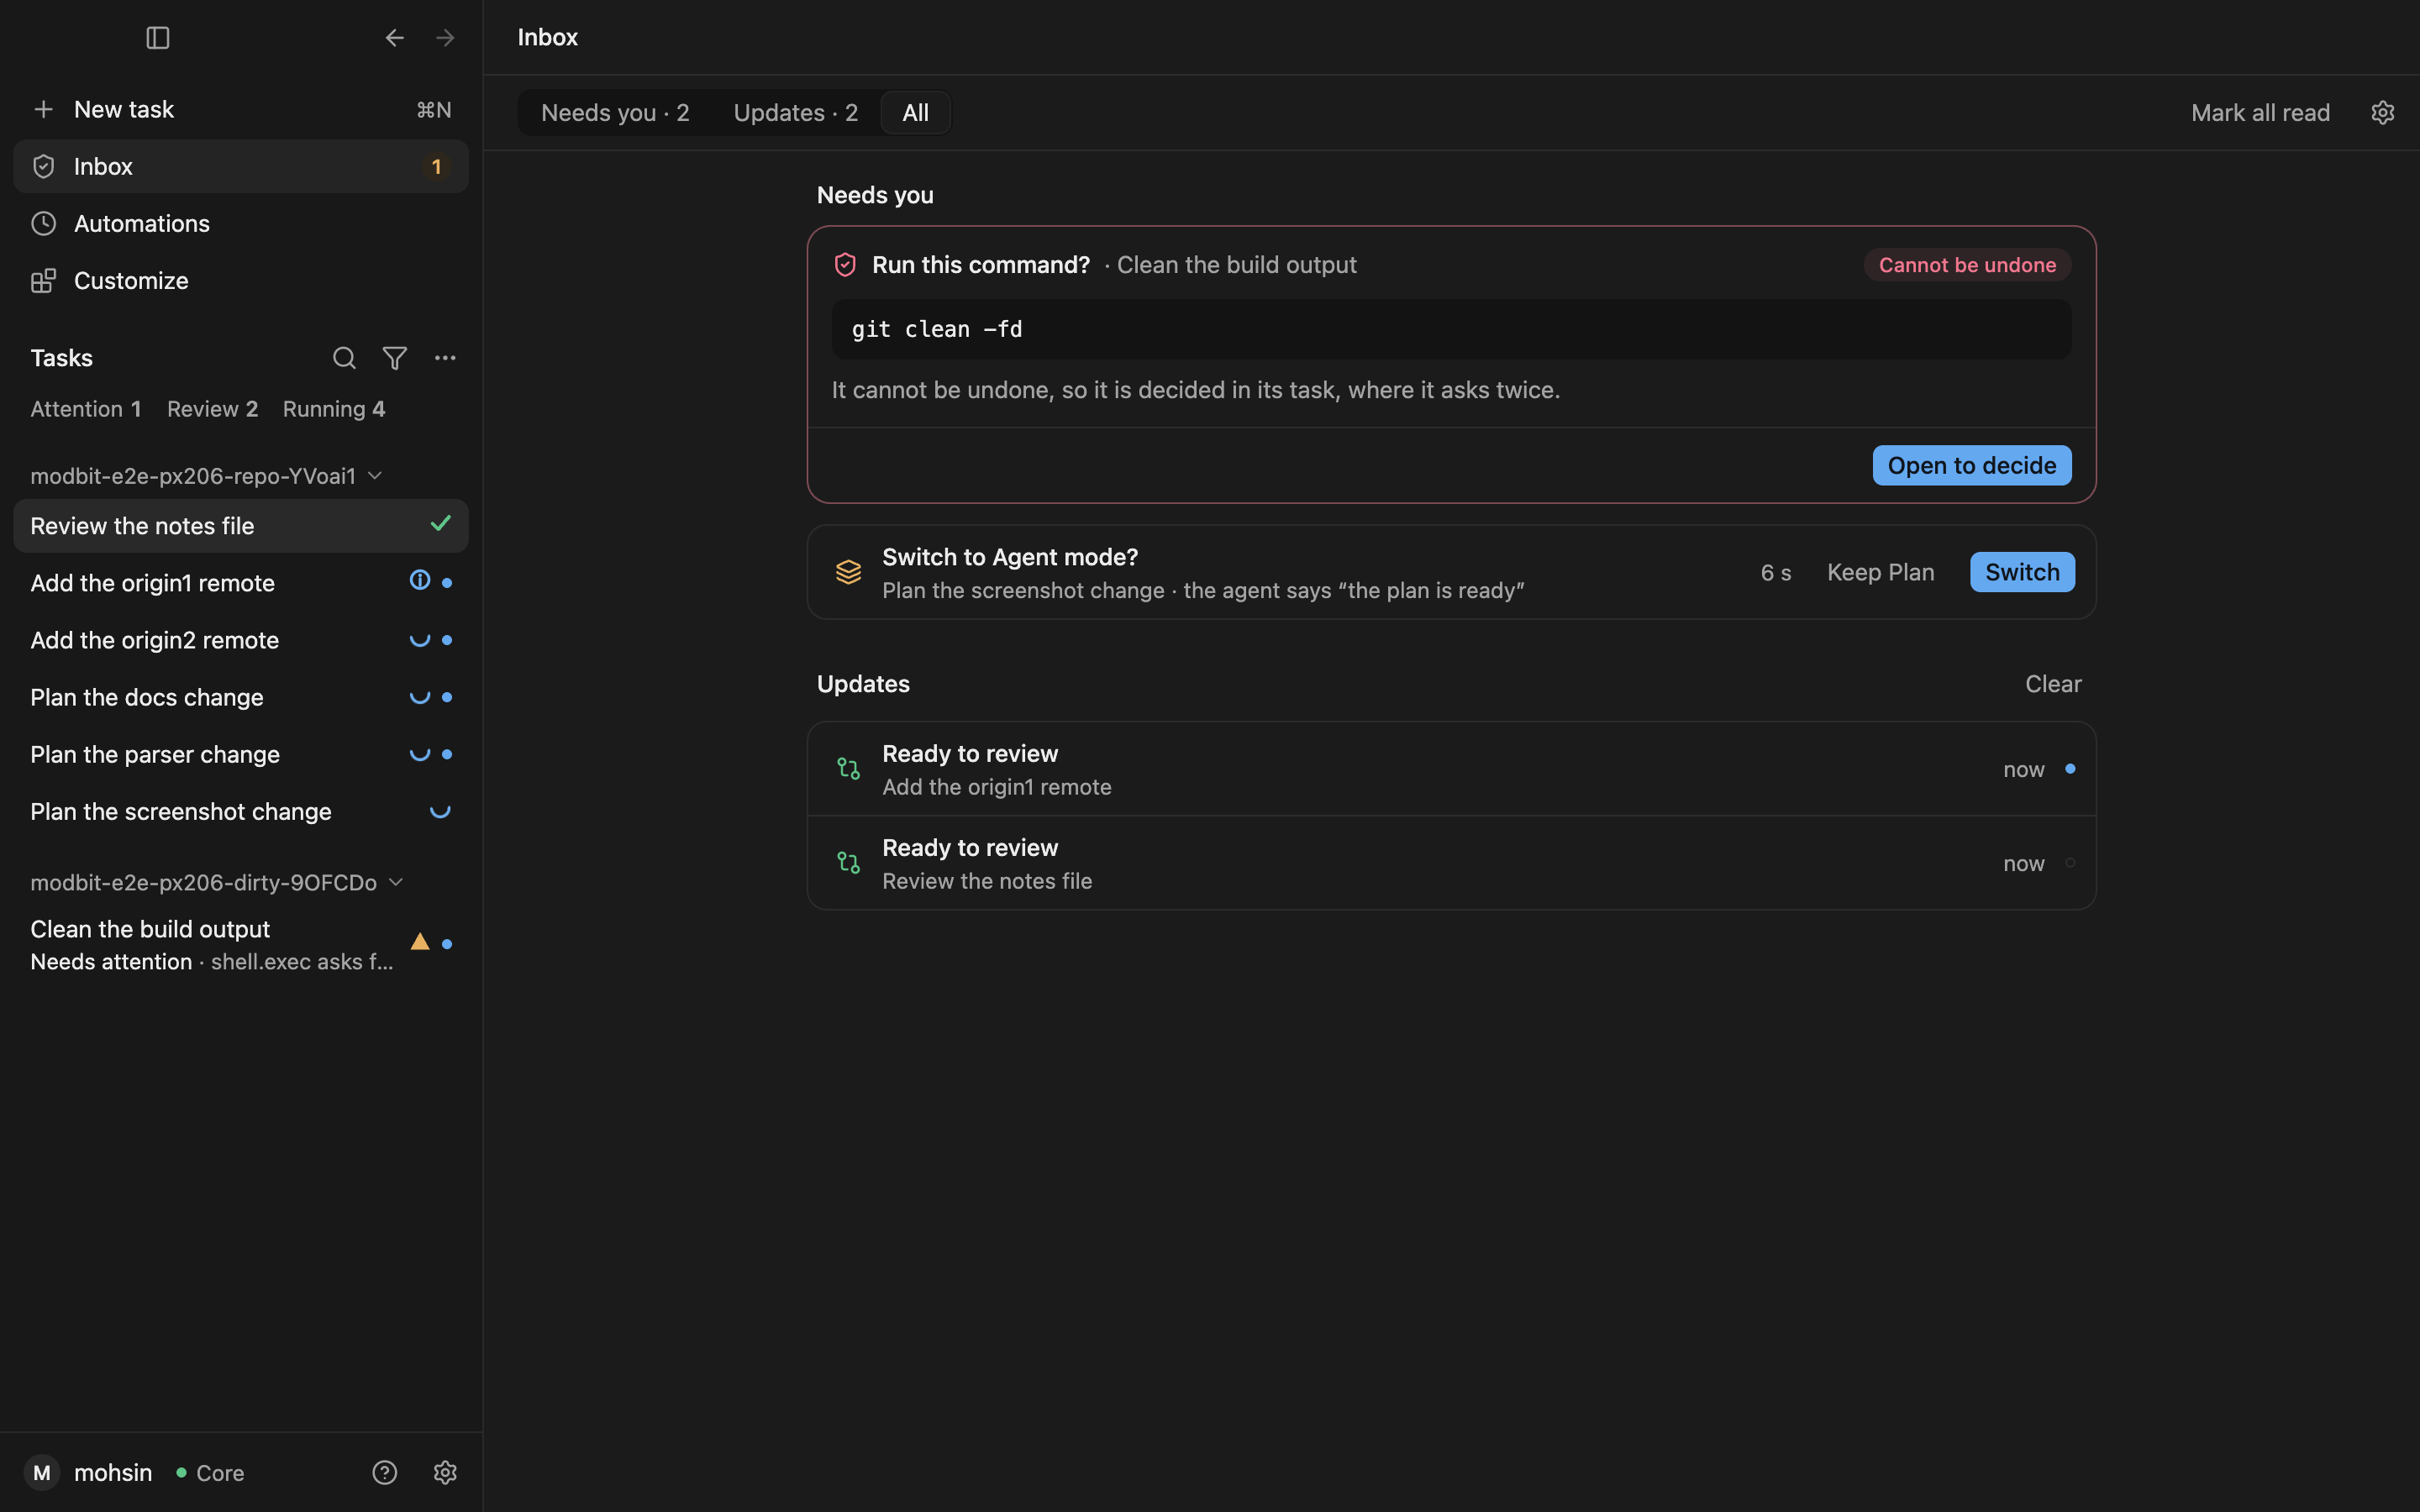 Inbox
New task ⌘N
Inbox 1
Automations
Customize
Tasks
Attention 1 Review 2 Running 4
modbit-e2e-px206-repo-YVoai1
Review the notes file
Add the origin1 remote
Add the origin2 remote
Plan the docs change
Plan the parser change
Plan the screenshot change
modbit-e2e-px206-dirty-9OFCDo
Clean the build output
Needs attention · shell.exec asks f...
M mohsin Core
Needs you · 2 Updates · 2 All Mark all read
Needs you
Run this command? · Clean the build output Cannot be undone
git clean -fd
It cannot be undone, so it is decided in its task, where it asks twice.
Open to decide
Switch to Agent mode?
Plan the screenshot change · the agent says “the plan is ready”
6 s Keep Plan Switch
Updates Clear
Ready to review
Add the origin1 remote
now
Ready to review
Review the notes file
now